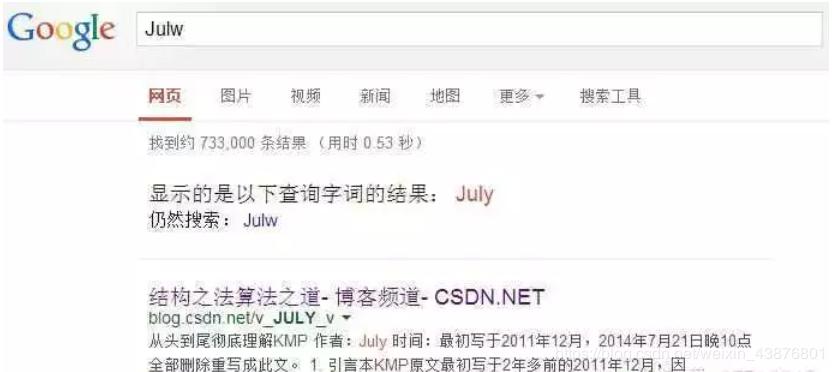 Google Julw
网页 图片 视频 新闻 地图 更多 搜索工具
找到约 733,000 条结果 （用时 0.53 秒）
显示的是以下查询字词的结果： July
仍然搜索： Julw
结构之法算法之道- 博客频道- CSDN.NET
blog.csdn.net/v_JULY_v
从头到尾彻底理解KMP 作者：July 时间：最初写于2011年12月，2014年7月21日晚10点
全部删除重写成此文。 1. 引言本KMP原文最初写于2年多前的2011年12月，因
https://blog.csdn.net/weixin_43876801